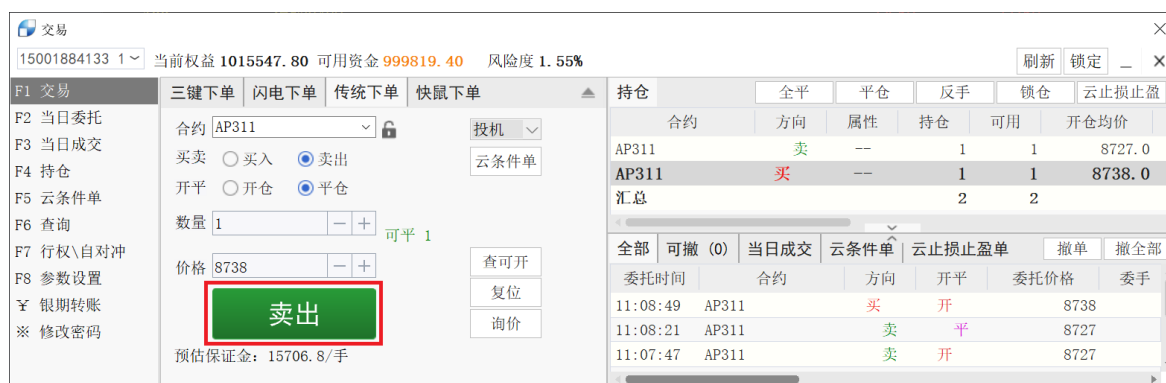 交易
15001884133 1 当前权益 1015547.80 可用资金 999819.40 风险度 1.55% 刷新 锁定
F1 交易
F2 当日委托
F3 当日成交
F4 持仓
F5 云条件单
F6 查询
F7 行权\自对冲
F8 参数设置
¥ 银期转账
※ 修改密码
三键下单 闪电下单 传统下单 快鼠下单
合约 AP311 投机
买卖 买入 卖出 云条件单
开平 开仓 平仓
数量 1 可平 1
价格 8738 查可开
卖出 复位
询价
预估保证金: 15706.8/手
持仓 全平 平仓 反手 锁仓 云止损止盈
合约 方向 属性 持仓 可用 开仓均价
AP311 卖 -- 1 1 8727.0
AP311 买 -- 1 1 8738.0
汇总 2 2
全部 可撤 (0) 当日成交 云条件单 云止损止盈单 撤单 撤全部
委托时间 合约 方向 开平 委托价格 委手
11:08:49 AP311 买 开 8738
11:08:21 AP311 卖 平 8727
11:07:47 AP311 卖 开 8727